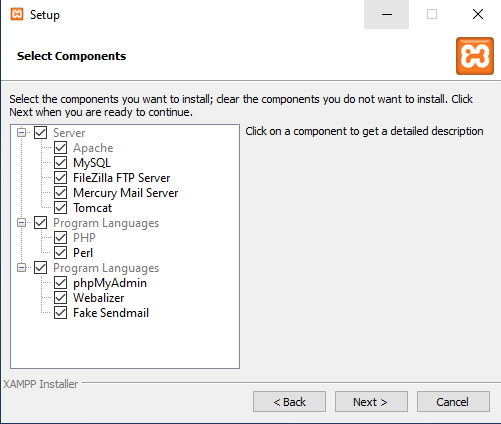 Setup
Select Components
Select the components you want to install; clear the components you do not want to install. Click
Next when you are ready to continue.
Server
Apache
MySQL
FileZilla FTP Server
Mercury Mail Server
Tomcat
Program Languages
PHP
Perl
Program Languages
phpMyAdmin
Webalizer
Fake Sendmail
Click on a component to get a detailed description
XAMPP Installer
< Back
Next >
Cancel